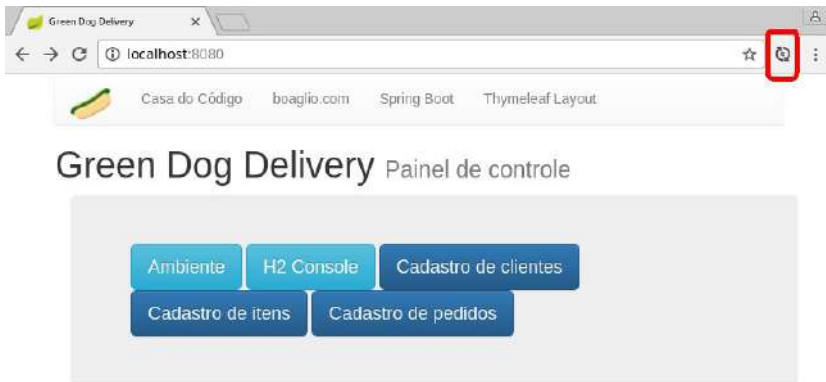 Green Dog Delivery
localhost:8080
Casa do Código boaglio.com Spring Boot Thymeleaf Layout
Green Dog Delivery Painel de controle
Ambiente H2 Console Cadastro de clientes
Cadastro de itens Cadastro de pedidos